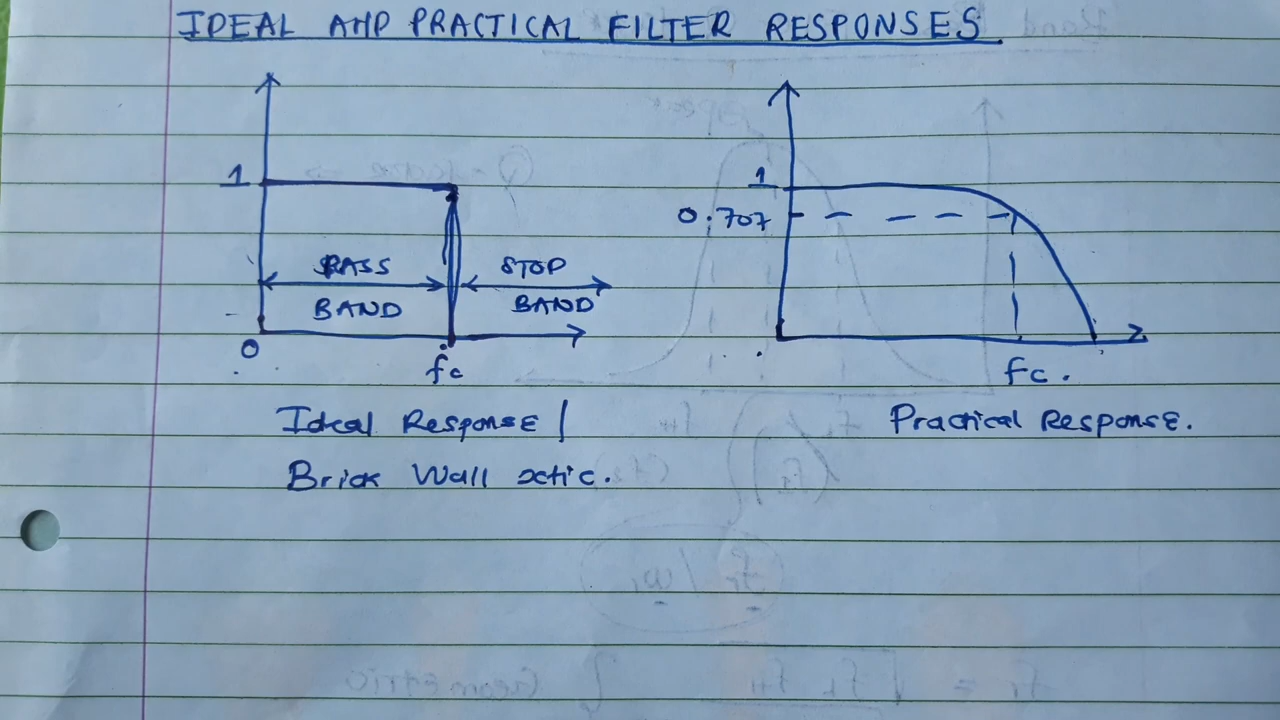 IDEAL AND PRACTICAL FILTER RESPONSES
1
PASS
BAND
STOP
BAND
0
fc
Ideal Response |
Brick Wall xctic.
1
0.707
fc.
Practical Response.